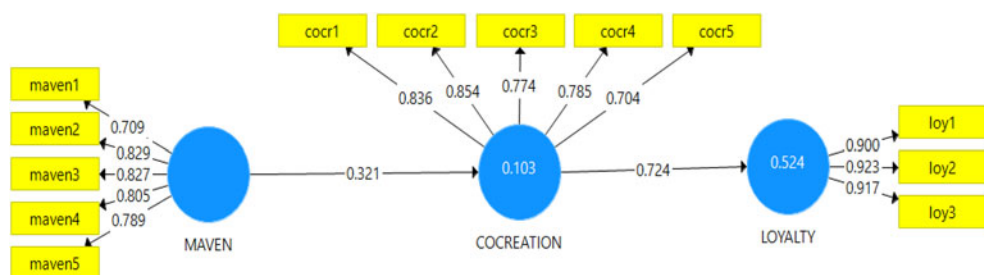 cocr1 cocr2 cocr3 cocr4 cocr5
maven1
maven2
maven3
maven4
maven5
0.709
0.829
0.827
0.805
0.789
MAVEN
0.321
0.836
0.854
0.774
0.785
0.704
0.103
COCREATION
0.724
0.524
LOYALTY
0.900
0.923
0.917
loy1
loy2
loy3